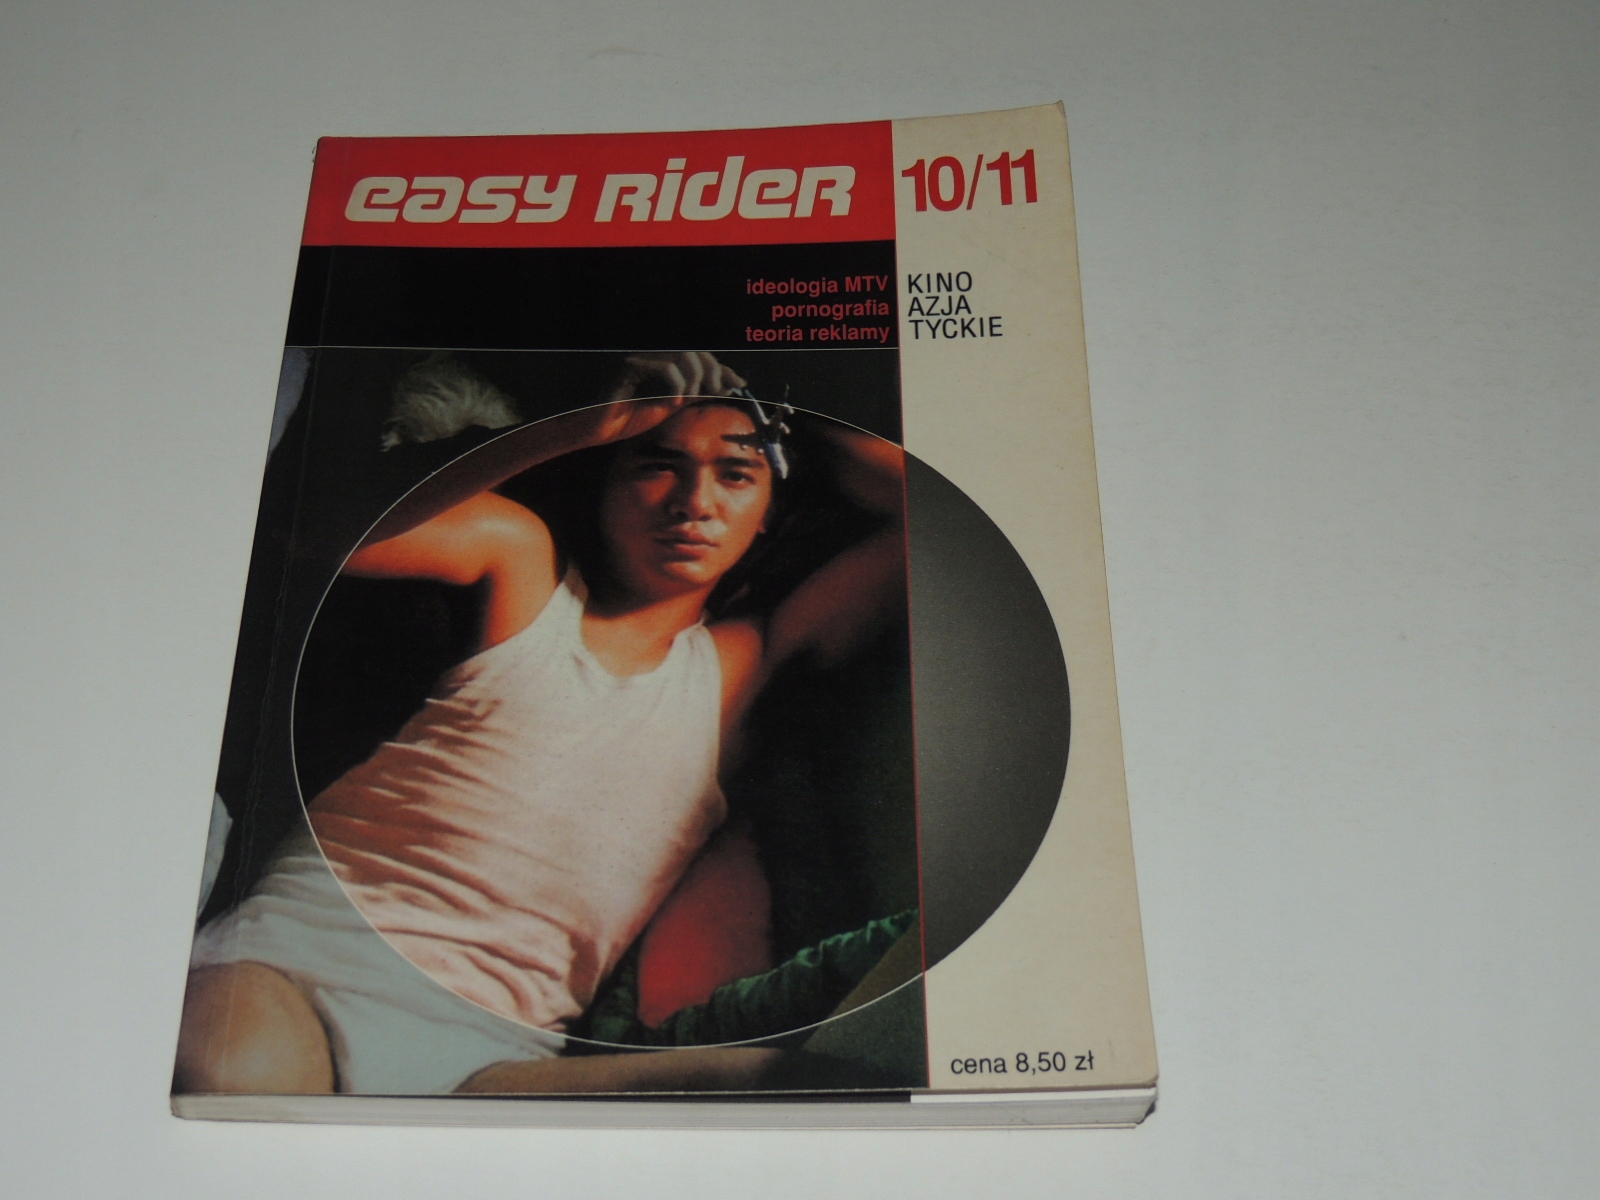 easy Rider
10/11
ideologia MTV
pornografia
teoria reklamy
KINO
AZJA
TYCKIE
cena 8,50 zł